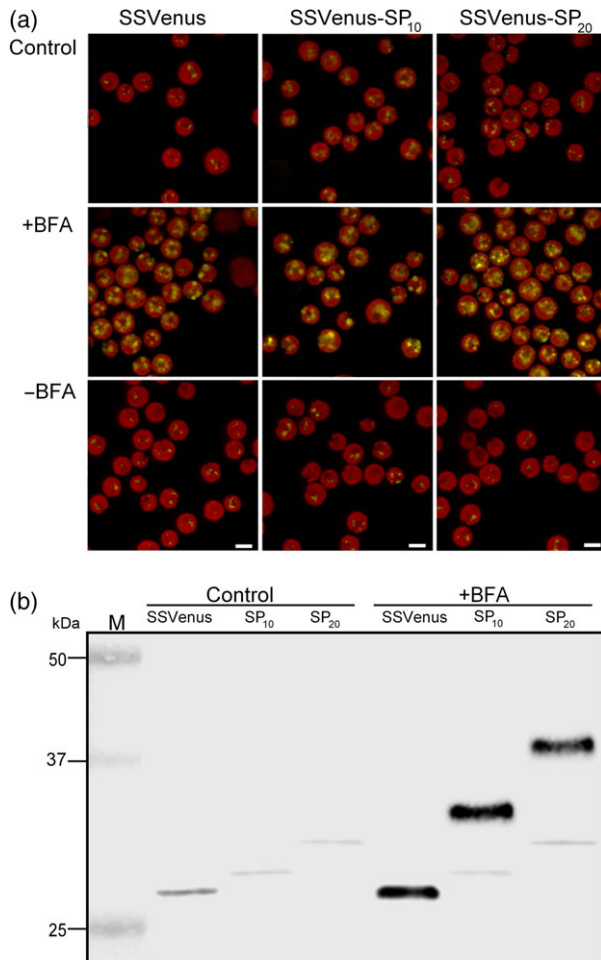 (a) SSVenus SSVenus-SP10 SSVenus-SP20
Control
+BFA
–BFA
(b) Control +BFA
kDa M SSVenus SP10 SP20 SSVenus SP10 SP20
50
37
25